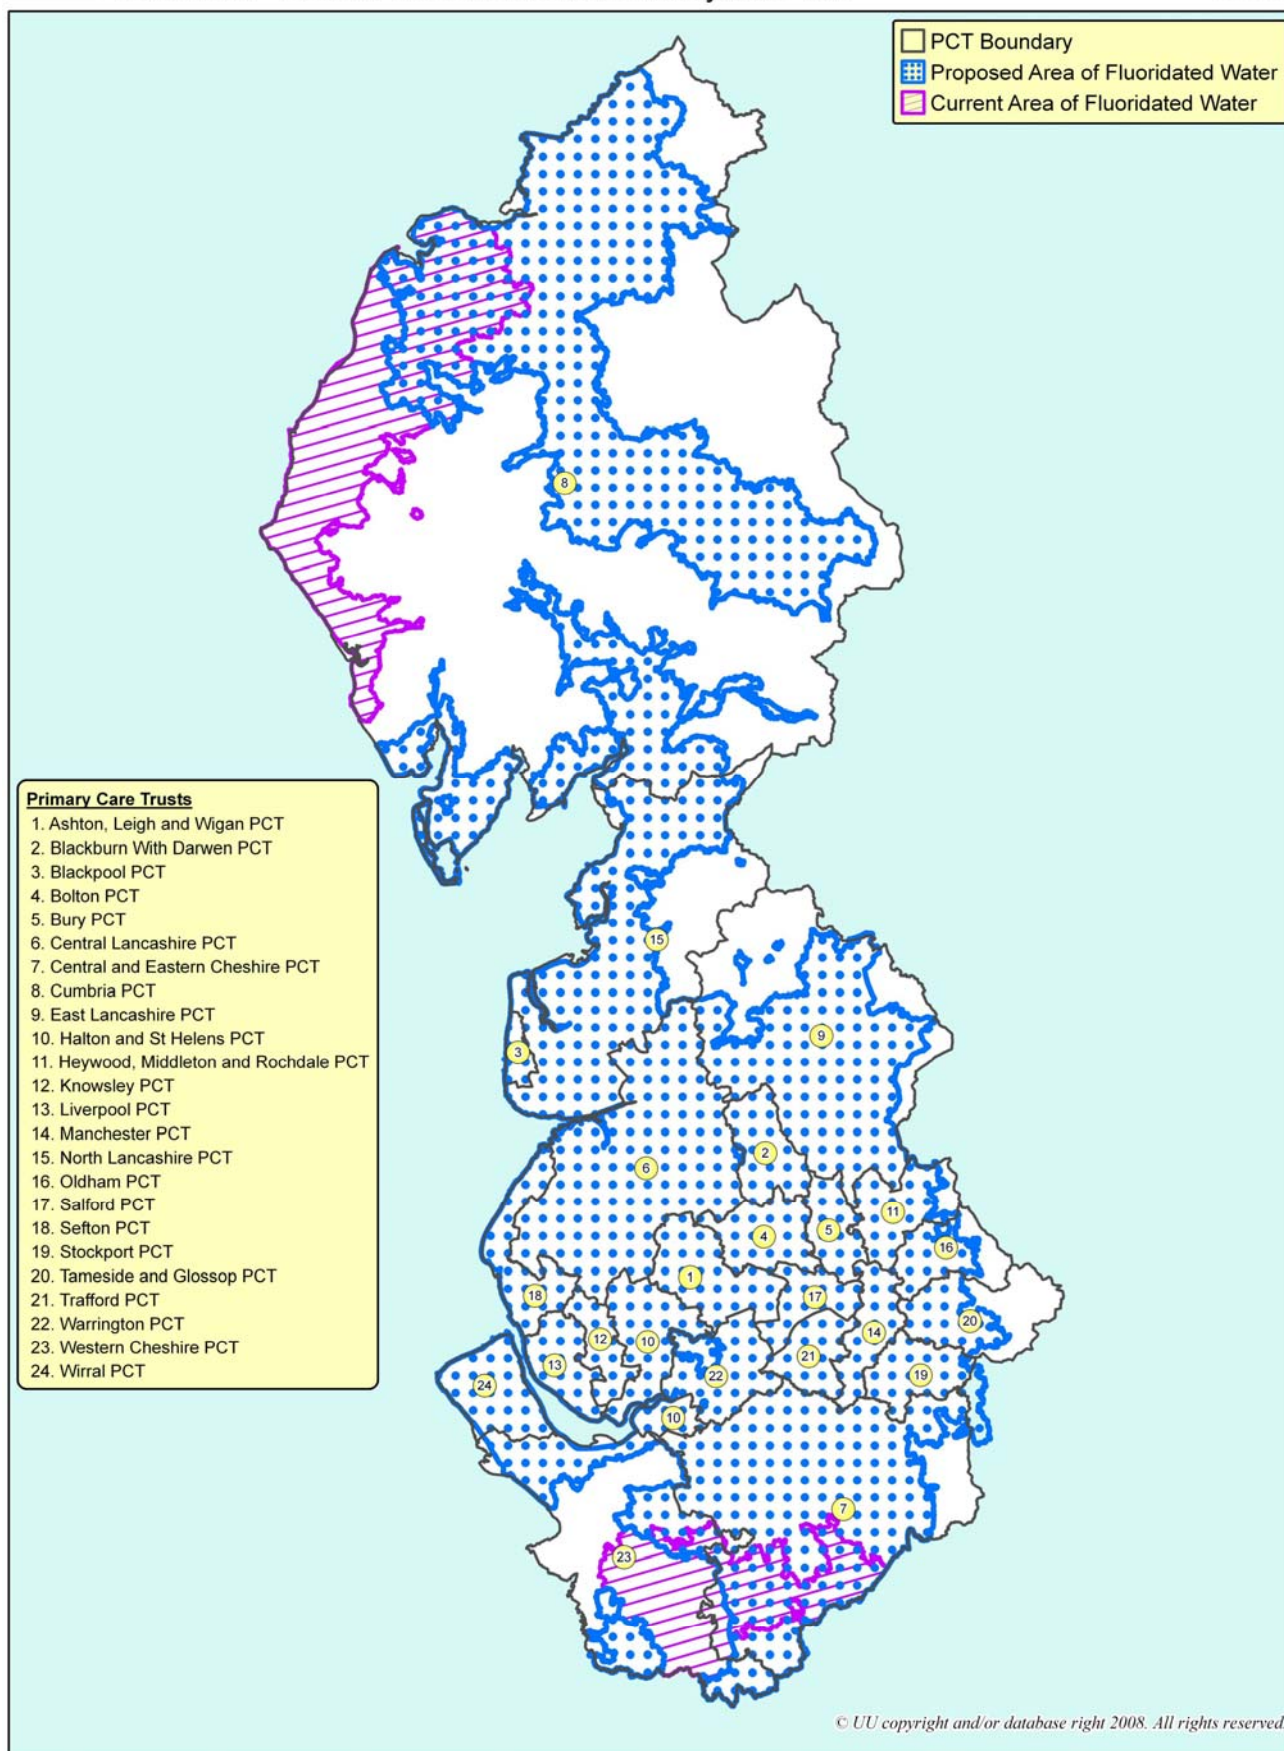 PCT Boundary
Proposed Area of Fluoridated Water
Current Area of Fluoridated Water
8
Primary Care Trusts
1. Ashton, Leigh and Wigan PCT
2. Blackburn With Darwen PCT
3. Blackpool PCT
4. Bolton PCT
5. Bury PCT
6. Central Lancashire PCT
7. Central and Eastern Cheshire PCT
8. Cumbria PCT
9. East Lancashire PCT
10. Halton and St Helens PCT
11. Heywood, Middleton and Rochdale PCT
12. Knowsley PCT
13. Liverpool PCT
14. Manchester PCT
15. North Lancashire PCT
16. Oldham PCT
17. Salford PCT
18. Sefton PCT
19. Stockport PCT
20. Tameside and Glossop PCT
21. Trafford PCT
22. Warrington PCT
23. Western Cheshire PCT
24. Wirral PCT
15
9
3
2
6
11
5
4
16
1
18
17
20
14
12
10
21
13
19
22
24
10
7
23
© UU copyright and/or database right 2008. All rights reserved.